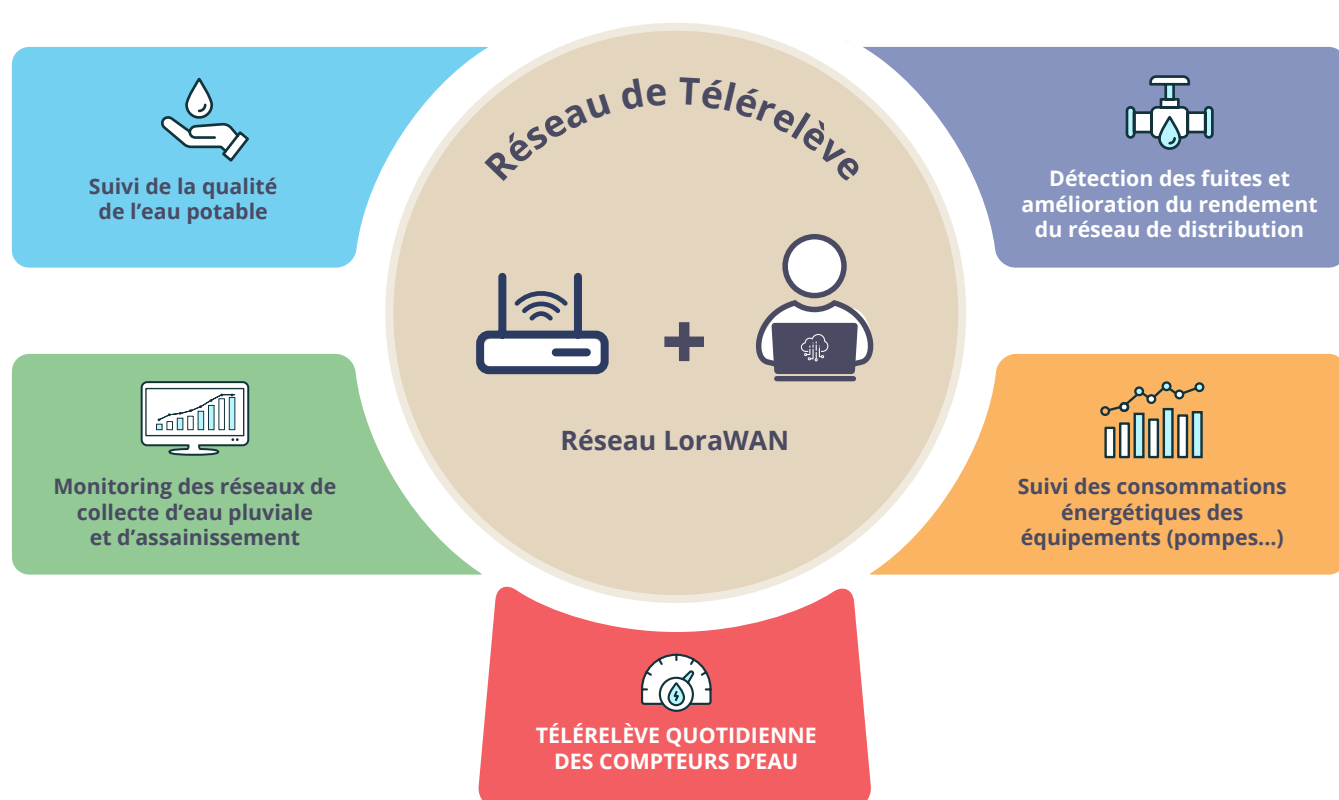 Réseau de Télérelève
Suivi de la qualité
de l’eau potable
Détection des fuites et
amélioration du rendement
du réseau de distribution
Réseau LoraWAN
Monitoring des réseaux de
collecte d’eau pluviale
et d’assainissement
Suivi des consommations
énergétiques des
équipements (pompes...)
TÉLÉRELÈVE QUOTIDIENNE
DES COMPTEURS D’EAU